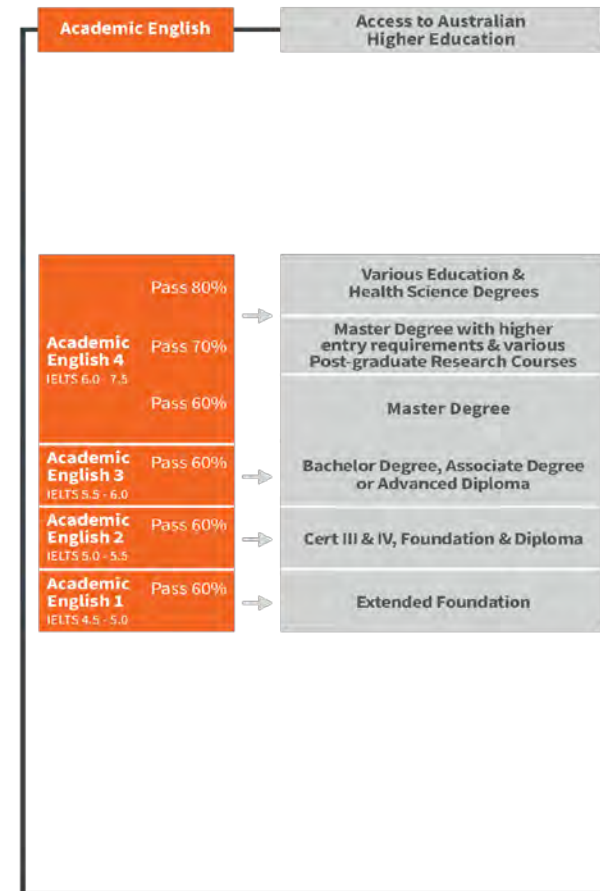 Academic English
Access to Australian
Higher Education
Pass 80%
Various Education &
Health Science Degrees
Academic
English 4
IELTS 6.0 - 7.5
Pass 70%
Master Degree with higher
entry requirements & various
Post-graduate Research Courses
Pass 60%
Master Degree
Academic
English 3
IELTS 5.5 - 6.0
Pass 60%
Bachelor Degree, Associate Degree
or Advanced Diploma
Academic
English 2
IELTS 5.0 - 5.5
Pass 60%
Cert III & IV, Foundation & Diploma
Academic
English 1
IELTS 4.5 - 5.0
Pass 60%
Extended Foundation